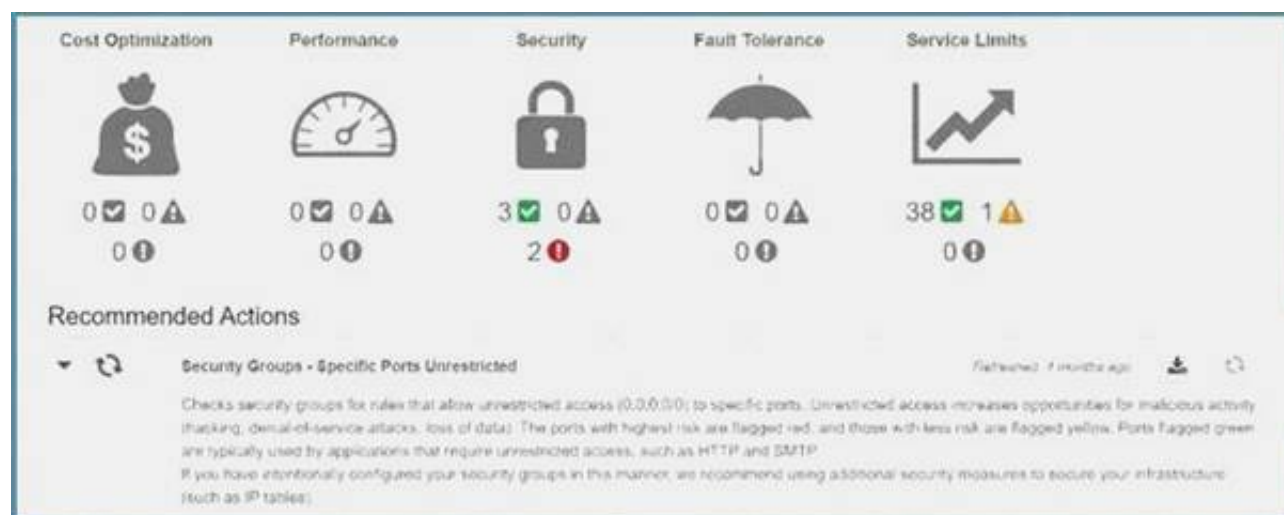 Cost Optimization Performance Security Fault Tolerance Service Limits
$
0 0 0 0 3 0 0 0 38 1
0 0 2 0 0
Recommended Actions
Security Groups - Specific Ports Unrestricted Refreshed: months ago
Checks security groups for rules that allow unrestricted access (0.0.0.0/0) to specific ports. Unrestricted access increases opportunities for malicious activity
(hacking, denial-of-service attacks, loss of data). The ports with highest risk are flagged red, and those with less risk are flagged yellow. Ports flagged green
are typically used by applications that require unrestricted access, such as HTTP and SMTP.
If you have intentionally configured your security groups in this manner, we recommend using additional security measures to secure your infrastructure
(such as IP tables).